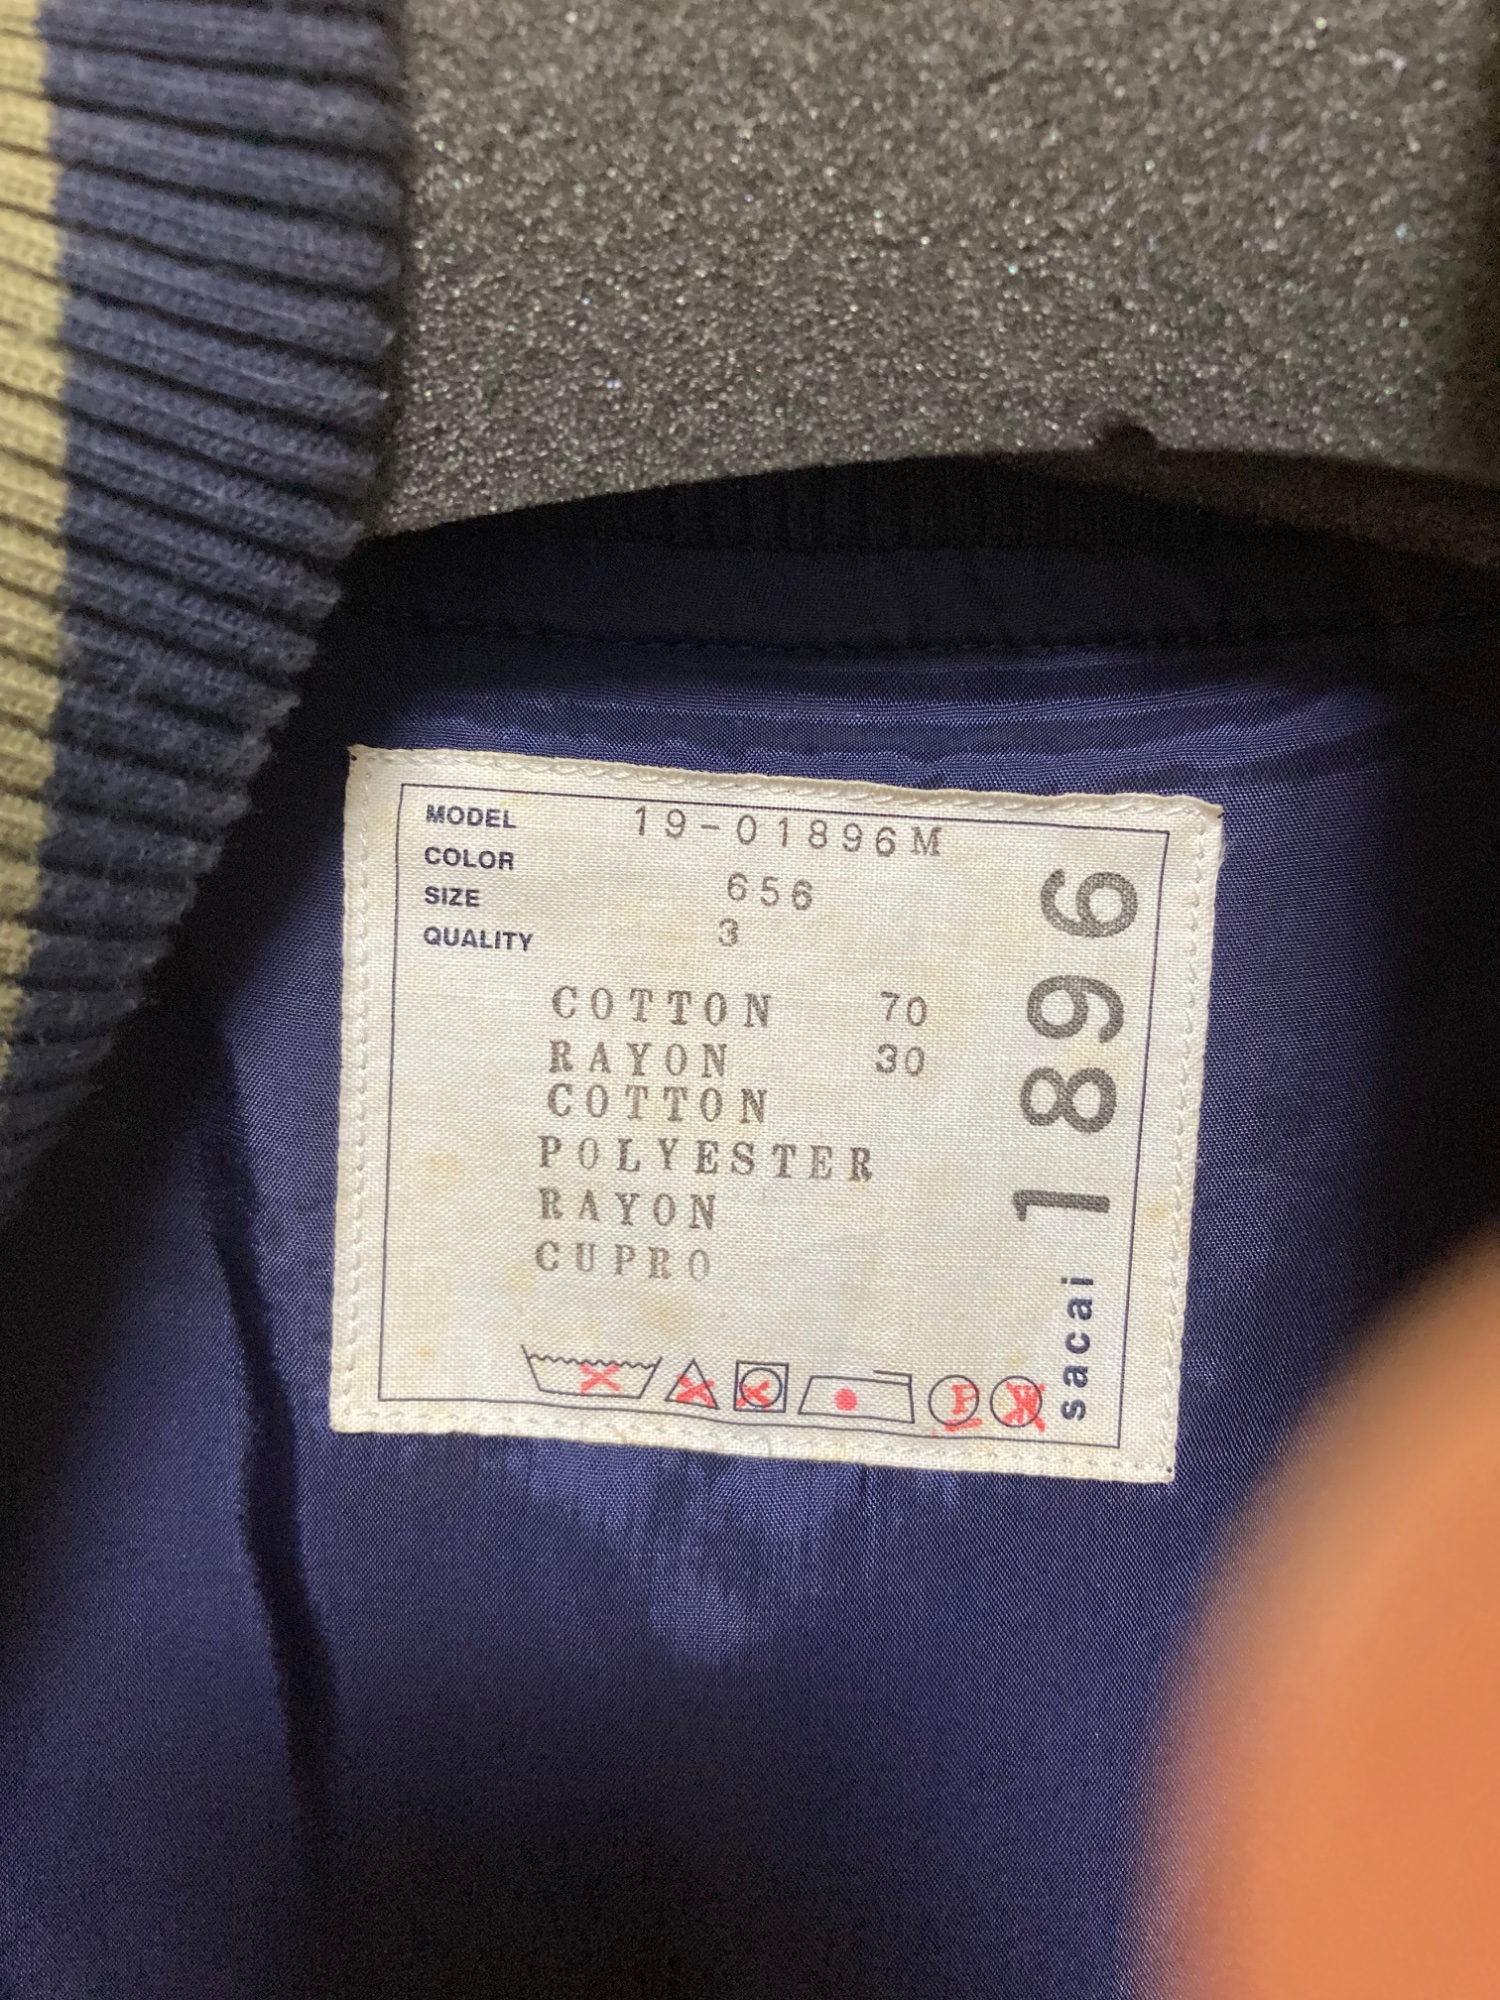 MODEL 19-01896M
COLOR 656
SIZE 3
QUALITY
COTTON 70
RAYON 30
COTTON
POLYESTER
RAYON
CUPRO
P
sacai 1896